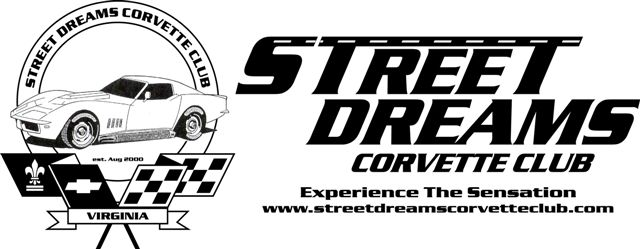 STREET DREAMS CORVETTE CLUB
est. Aug 2000
VIRGINIA
STREET
DREAMS
CORVETTE CLUB
Experience The Sensation
www.streetdreamscorvetteclub.com